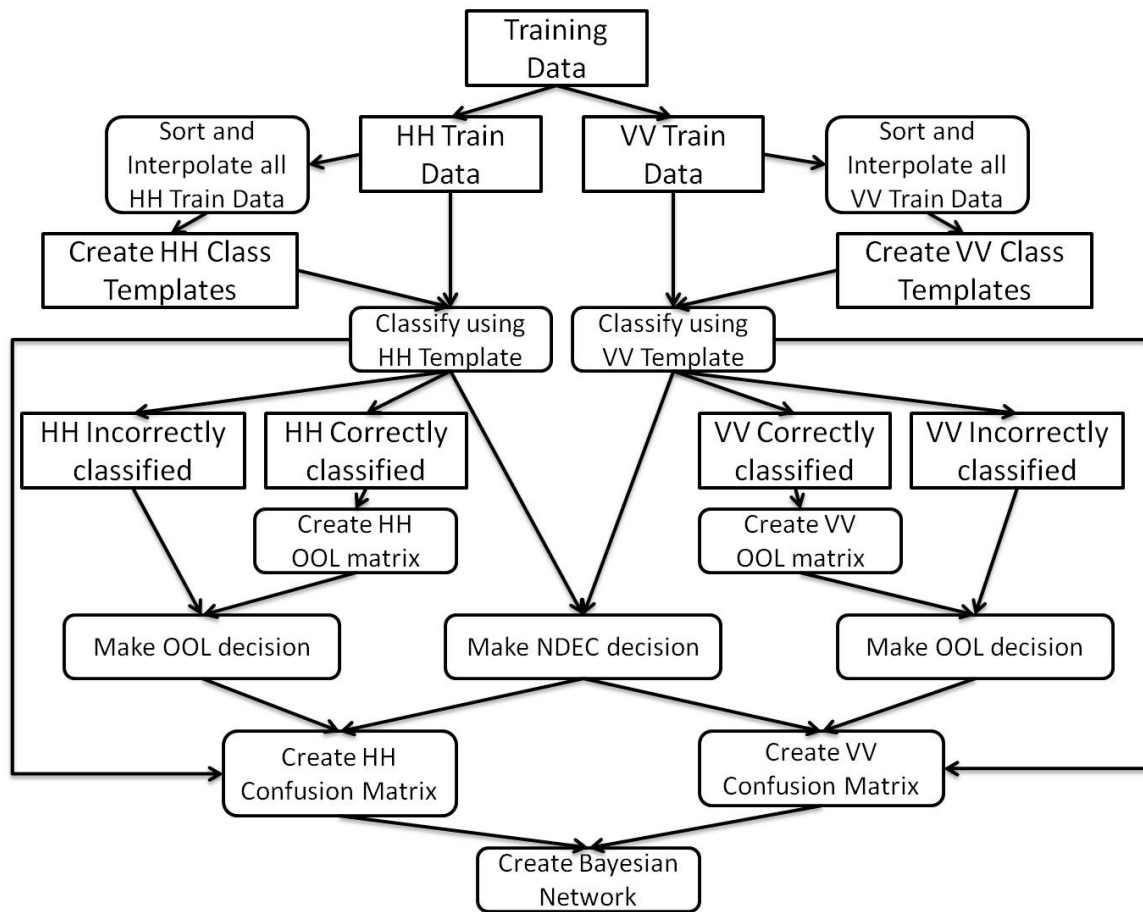 Training
Data
Sort and
Interpolate all
HH Train Data
HH Train
Data
VV Train
Data
Sort and
Interpolate all
VV Train Data
Create HH Class
Templates
Create VV Class
Templates
Classify using
HH Template
Classify using
VV Template
HH Incorrectly
classified
HH Correctly
classified
VV Correctly
classified
VV Incorrectly
classified
Create HH
OOL matrix
Create VV
OOL matrix
Make OOL decision
Make NDEC decision
Make OOL decision
Create HH
Confusion Matrix
Create VV
Confusion Matrix
Create Bayesian
Network